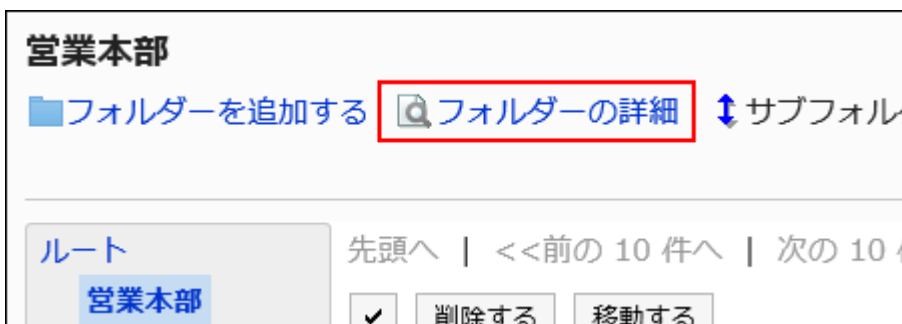 営業本部
フォルダーを追加する フォルダーの詳細 サブフォル
ルート
営業本部
先頭へ | <<前の 10 件へ | 次の 10
削除する 移動する